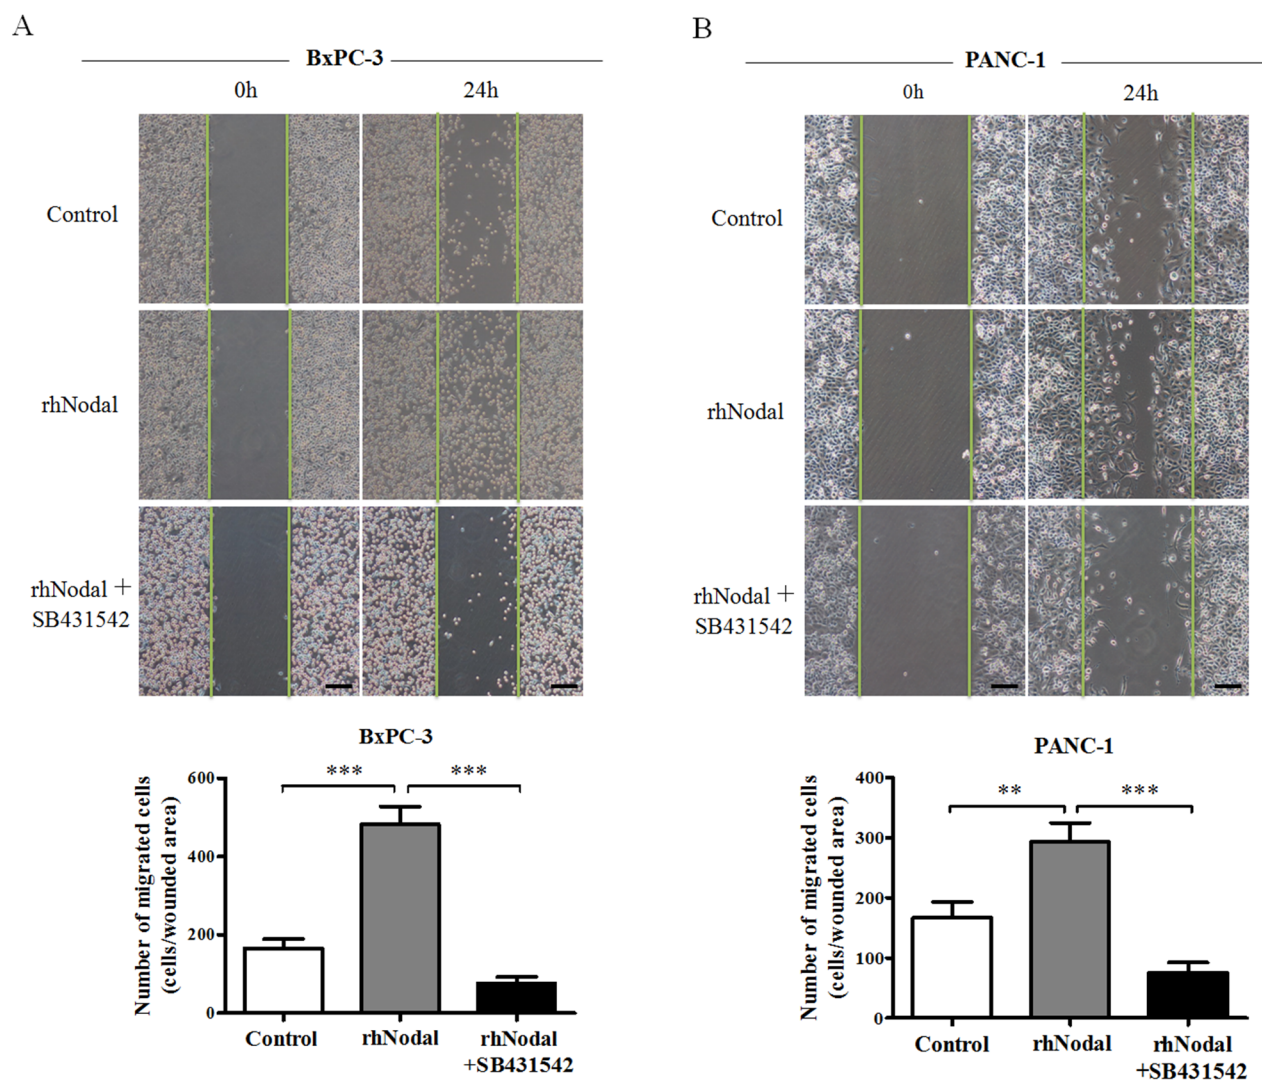 A
BxPC-3
0h 24h
Control
rhNodal
rhNodal +
SB431542
BxPC-3
Number of migrated cells
(cells/wounded area)
600
400
200
0
*** ***
Control rhNodal rhNodal
+SB431542
B
PANC-1
0h 24h
Control
rhNodal
rhNodal +
SB431542
PANC-1
Number of migrated cells
(cells/wounded area)
400
300
200
100
0
** ***
Control rhNodal rhNodal
+SB431542